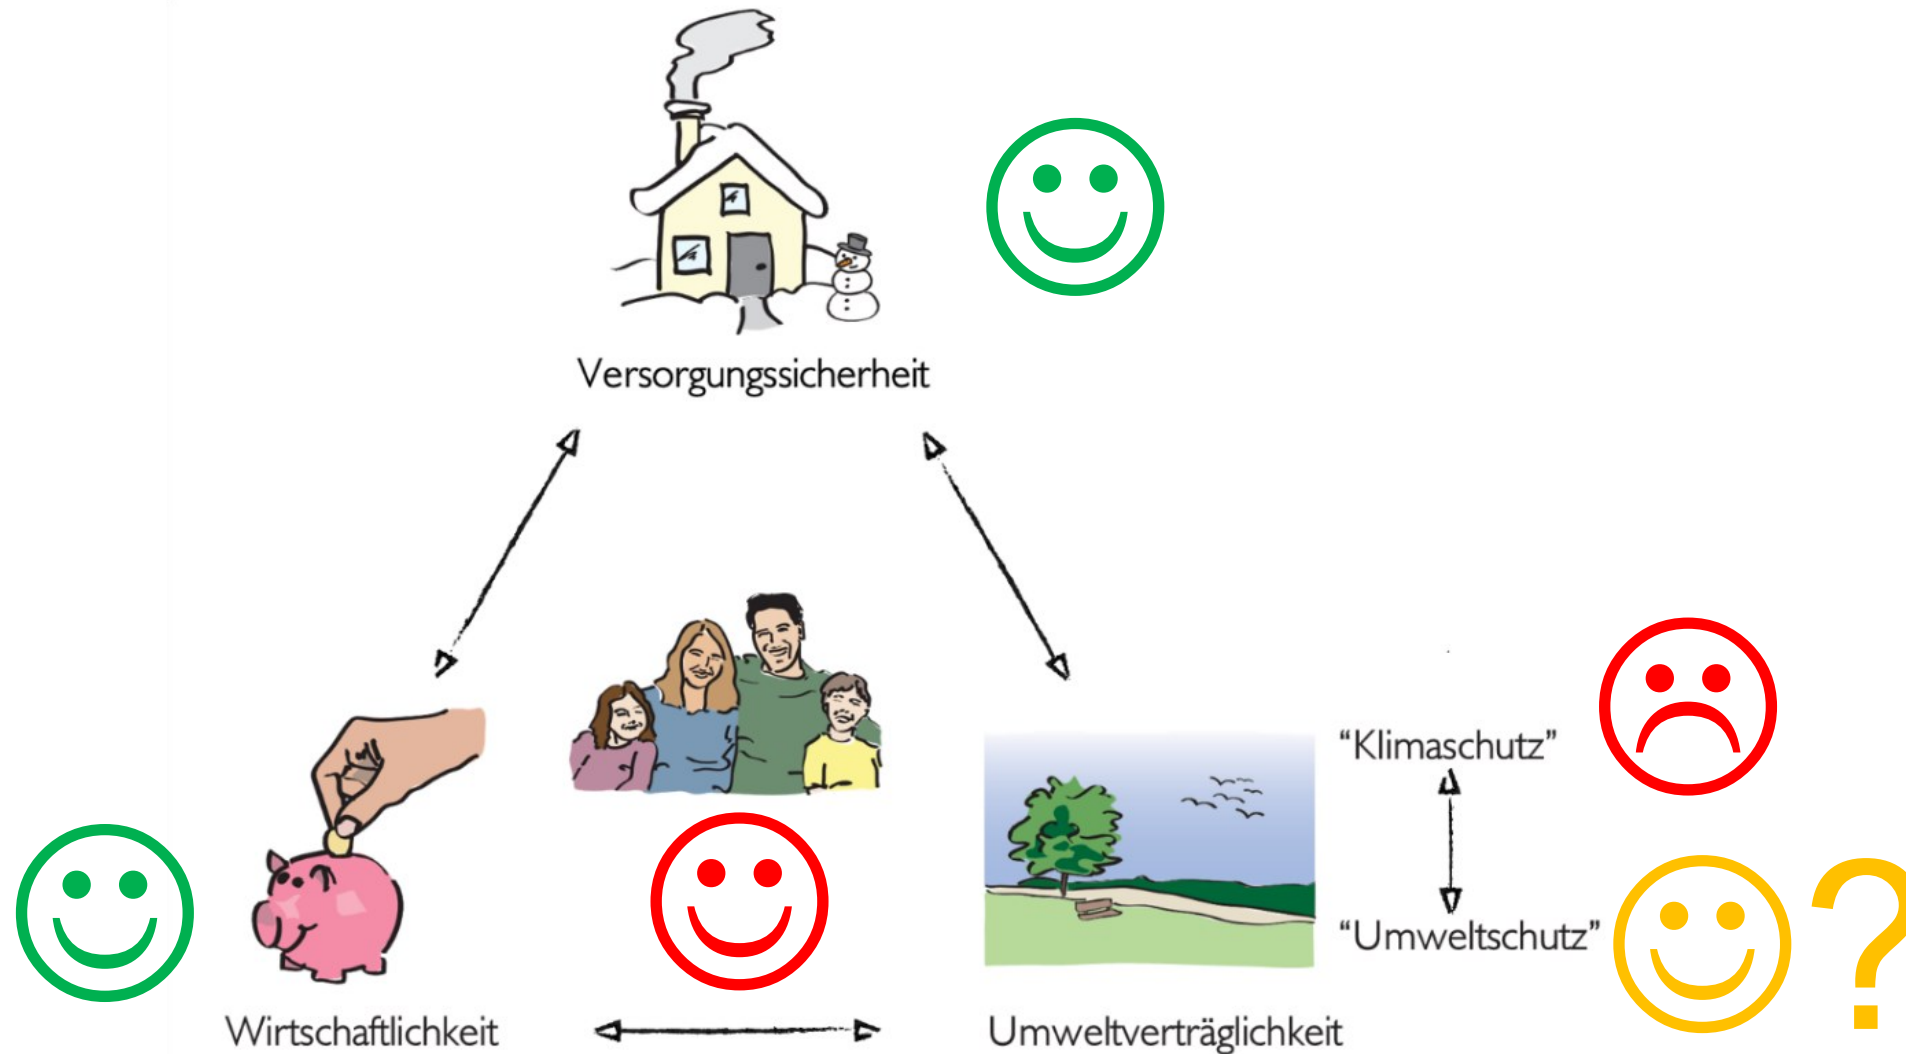 Versorgungssicherheit
“Klimaschutz”
“Umweltschutz”
?
Wirtschaftlichkeit
Umweltverträglichkeit